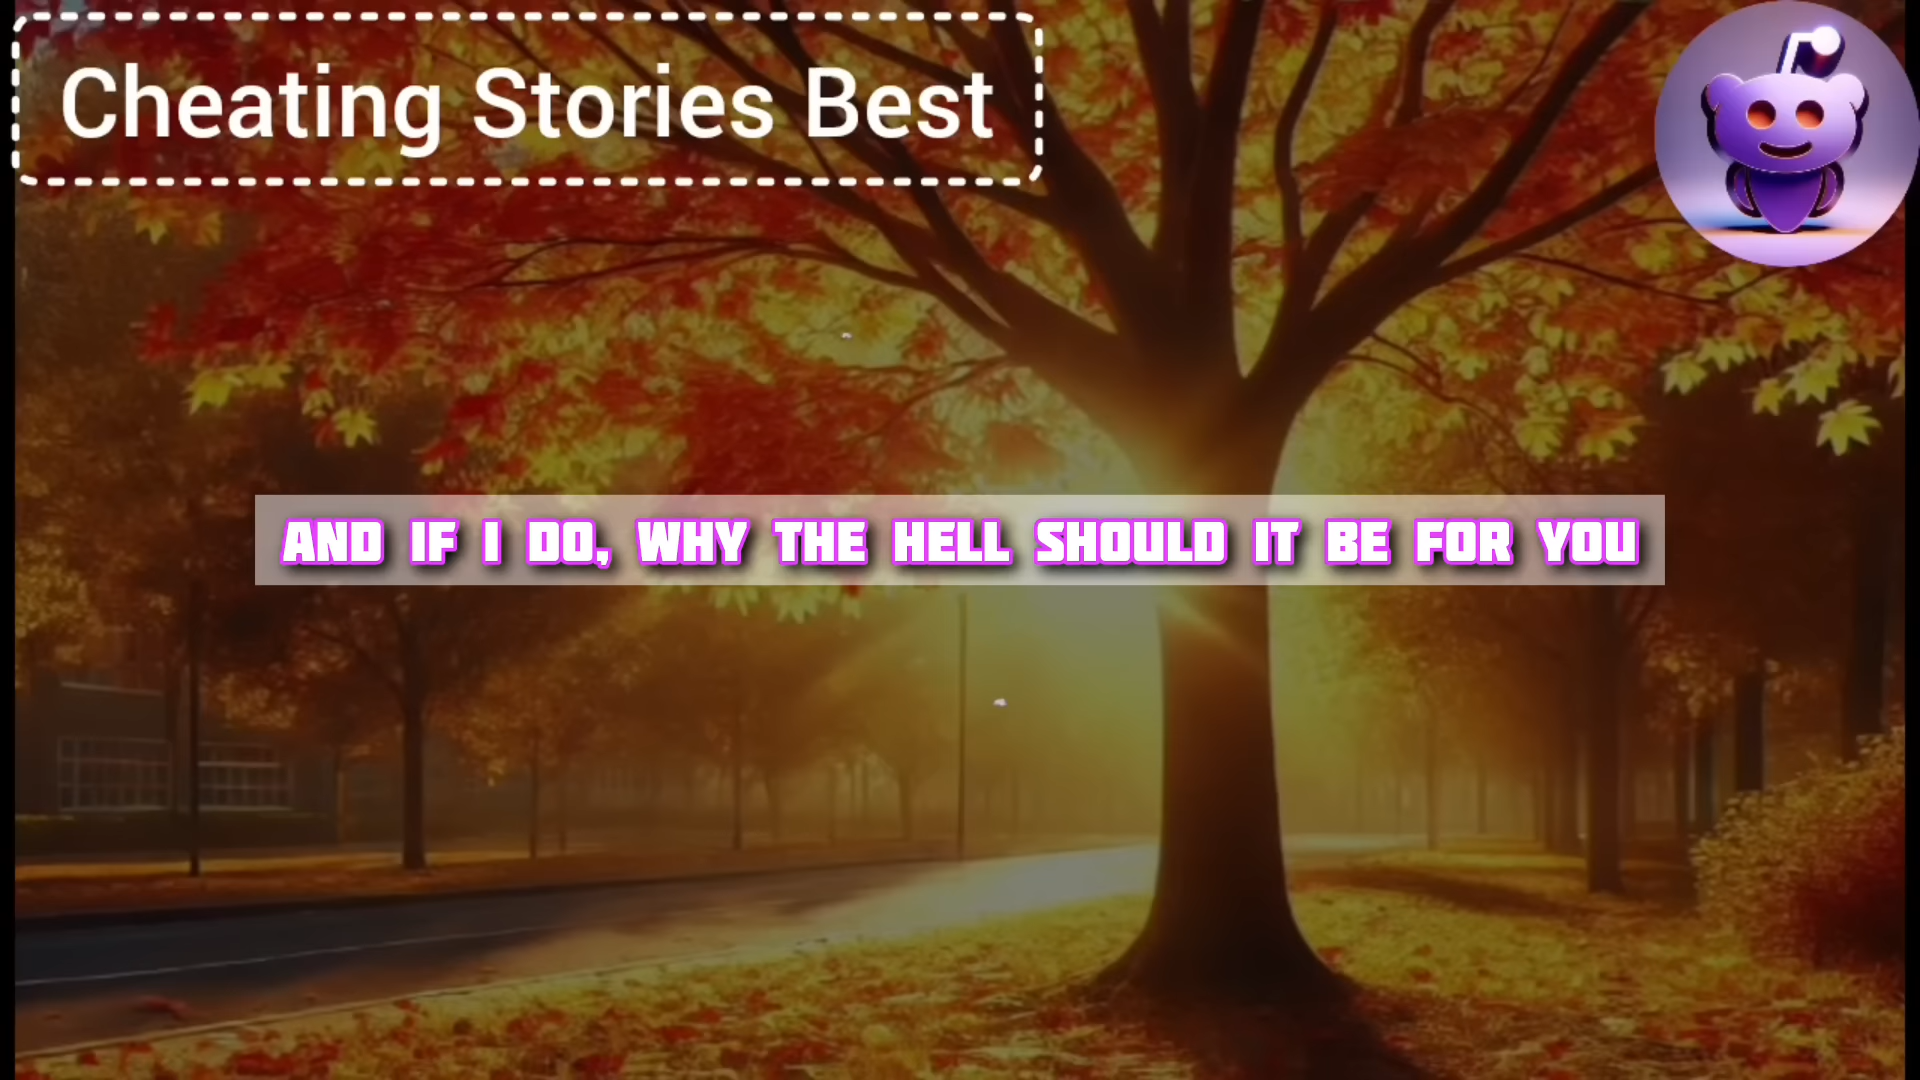 Cheating Stories Best
AND IF I DO, WHY THE HELL SHOULD IT BE FOR YOU